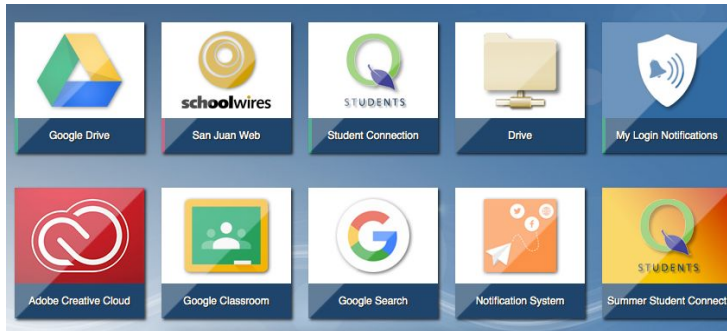 schoolwires
STUDENTS
Google Drive
San Juan Web
Student Connection
Drive
My Login Notifications
STUDENTS
Adobe Creative Cloud
Google Classroom
Google Search
Notification System
Summer Student Connect